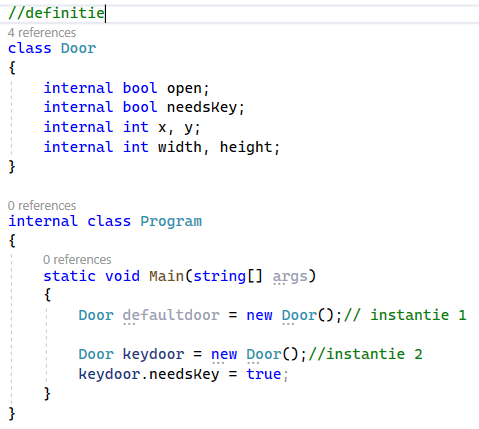 //definitie
4 references
class Door
{
internal bool open;
internal bool needsKey;
internal int x, y;
internal int width, height;
}
0 references
internal class Program
{
0 references
static void Main(string[] args)
{
Door defaultdoor = new Door();// instantie 1
Door keydoor = new Door();//instantie 2
keydoor.needsKey = true;
}
}